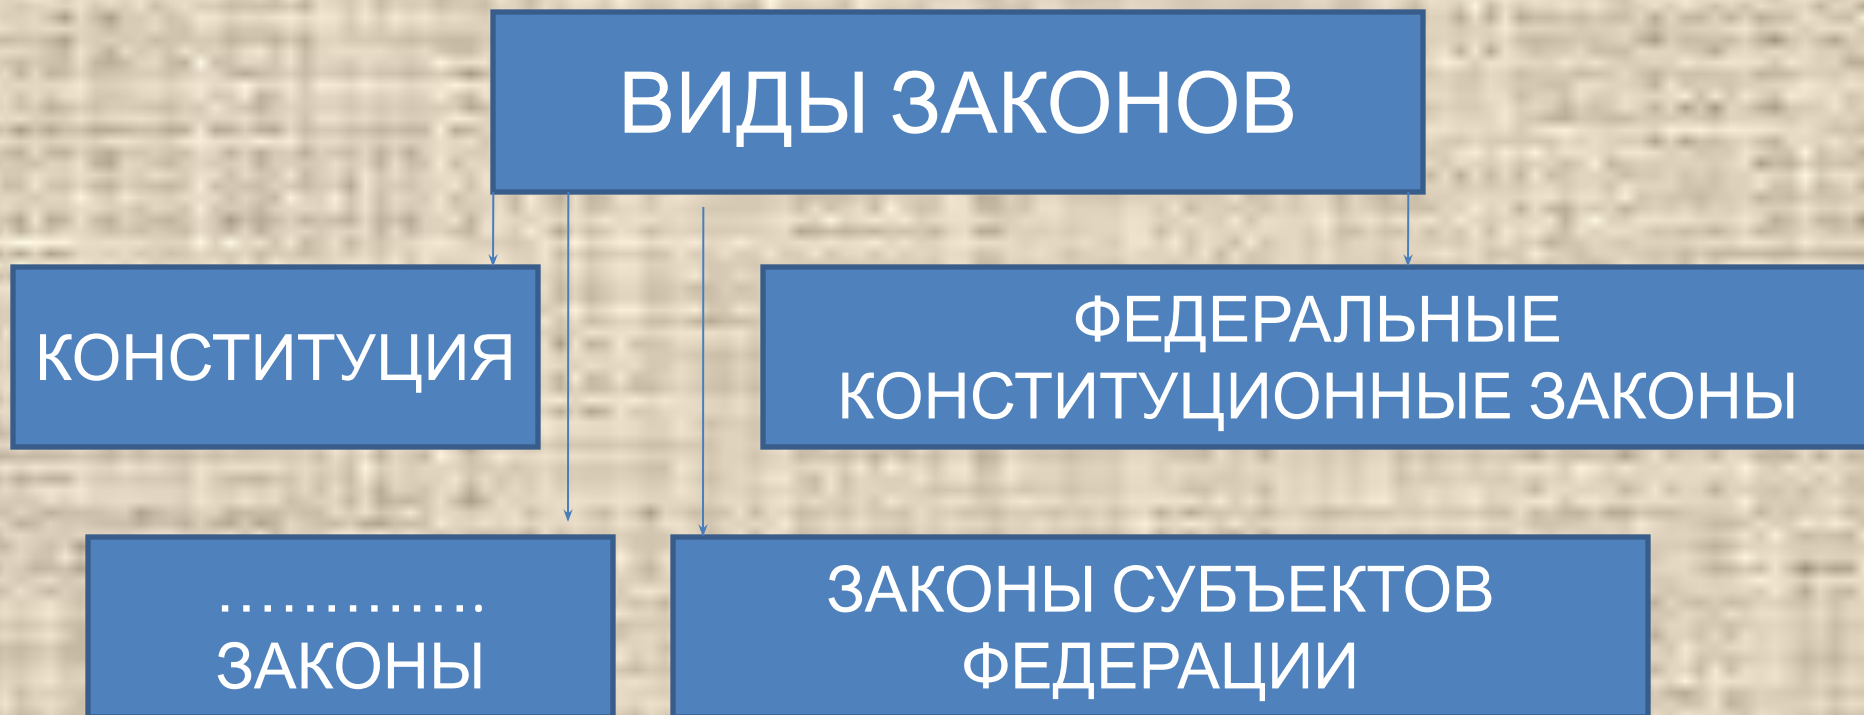 ВИДЫ ЗАКОНОВ
КОНСТИТУЦИЯ
ФЕДЕРАЛЬНЫЕ
КОНСТИТУЦИОННЫЕ ЗАКОНЫ
.............
ЗАКОНЫ
ЗАКОНЫ СУБЪЕКТОВ
ФЕДЕРАЦИИ